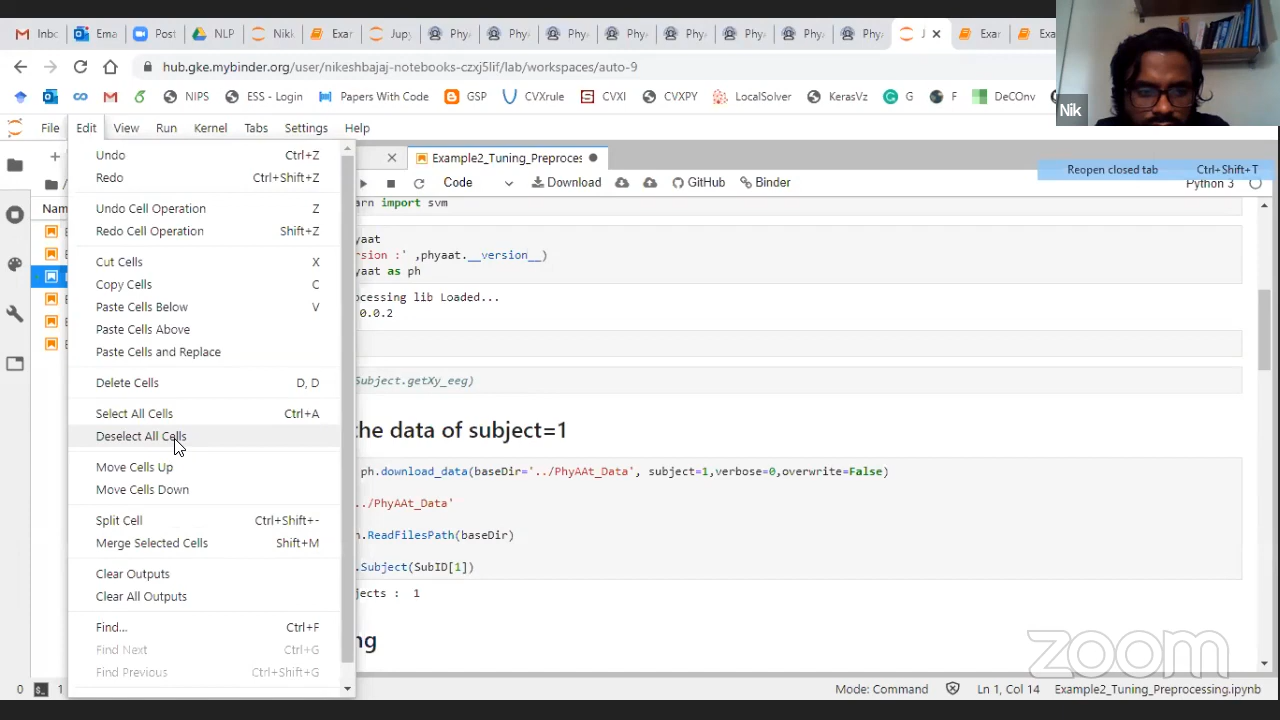 Inbo Ema Post NLP Nikk Exar Jupy Phy Phy Phy Phy Phy Phy Phy Phy J Exar Exa
hub.gke.mybinder.org/user/nikeshbajaj-notebooks-czxj5lif/lab/workspaces/auto-9
NIPS ESS - Login Papers With Code GSP CVXrule CVXI CVXPY LocalSolver KerasVz G F DeCOnv
Nik
File Edit View Run Kernel Tabs Settings Help
Example2_Tuning_Preproces
Reopen closed tab Ctrl+Shift+T
Code Download GitHub Binder Python 3
Nam
Undo Ctrl+Z
Redo Ctrl+Shift+Z
Undo Cell Operation Z
Redo Cell Operation Shift+Z
Cut Cells X
Copy Cells C
Paste Cells Below V
Paste Cells Above
Paste Cells and Replace
Delete Cells D, D
Select All Cells Ctrl+A
Deselect All Cells
Move Cells Up
Move Cells Down
Split Cell Ctrl+Shift+-
Merge Selected Cells Shift+M
Clear Outputs
Clear All Outputs
Find... Ctrl+F
Find Next Ctrl+G
Find Previous Ctrl+Shift+G
arn import svm
yaat
rsion :' ,phyaat.__version__)
yaat as ph
ocessing lib Loaded...
0.0.2
Subject.getXy_eeg)
the data of subject=1
ph.download_data(baseDir='../PhyAAt_Data', subject=1,verbose=0,overwrite=False)
../PhyAAt_Data'
h.ReadFilesPath(baseDir)
.Subject(SubID[1])
jects : 1
ng
zoom
0 1 Mode: Command Ln 1, Col 14 Example2_Tuning_Preprocessing.ipynb